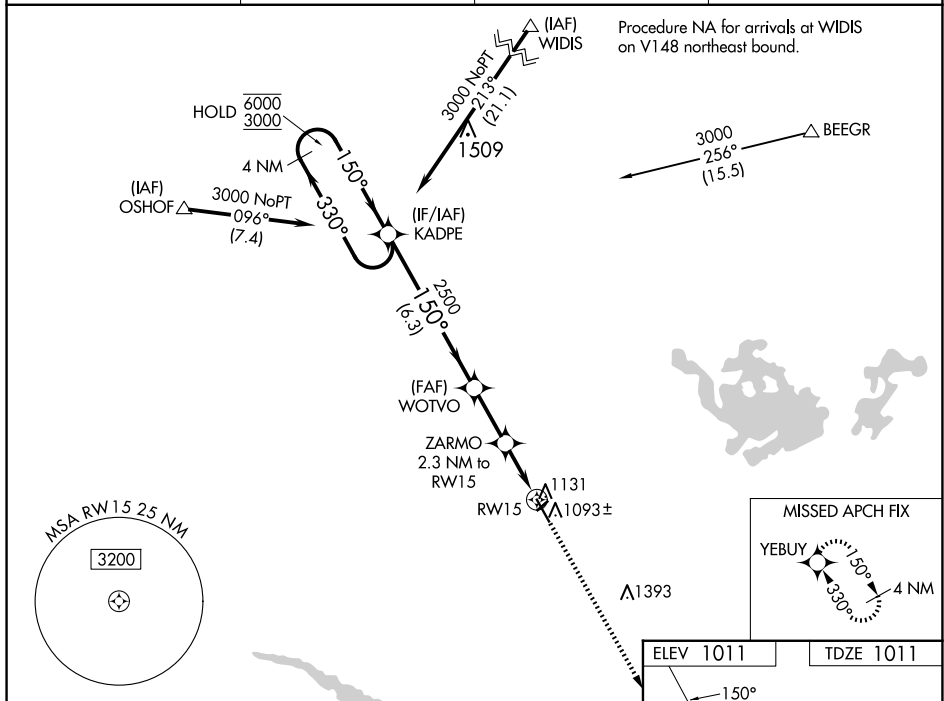 (IAF)
WIDIS
Procedure NA for arrivals at WIDIS
on V148 northeast bound.
3000 NoPT
213°
(21.1)
1509
HOLD 6000
3000
4 NM
150°
330°
3000
256°
(15.5)
BEEGR
(IAF)
OSHOF
3000 NoPT
096°
(7.4)
(IF/IAF)
KADPE
2500
150°
(6.3)
(FAF)
WOTVO
ZARMO
2.3 NM to
RW15
RW15
1131
1093±
1393
MSA RW15 25 NM
3200
MISSED APCH FIX
YEBUY
150°
330°
4 NM
ELEV 1011
TDZE 1011
150°